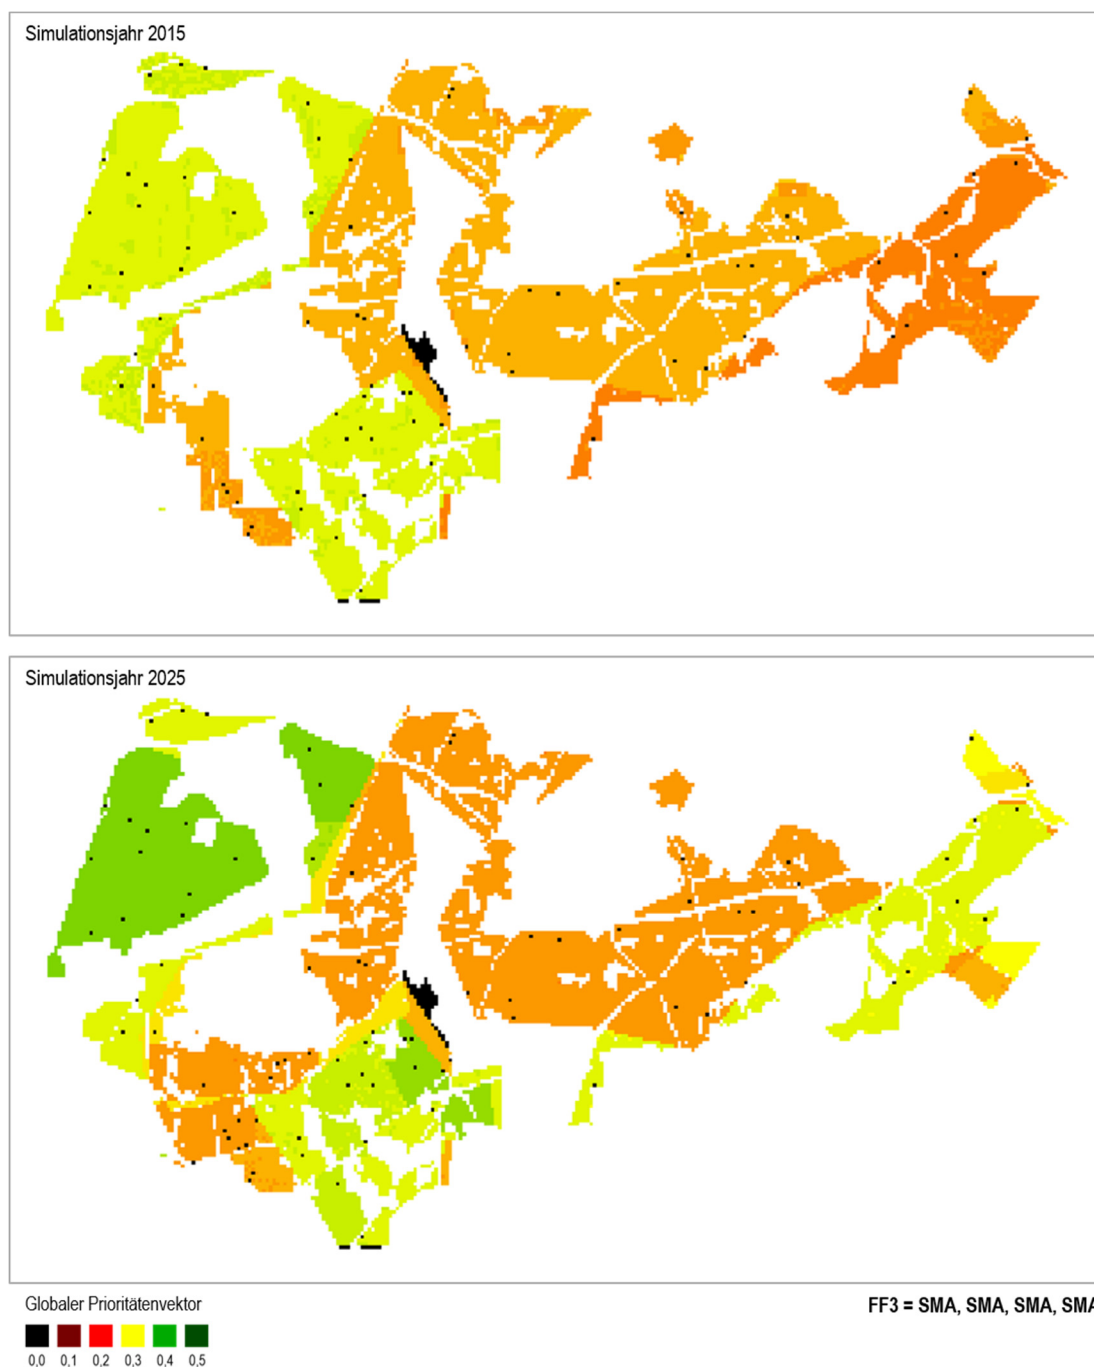 Simulationsjahr 2015
Simulationsjahr 2025
Globaler Prioritätenvektor
FF3 = SMA, SMA, SMA, SMA
0,0 0,1 0,2 0,3 0,4 0,5